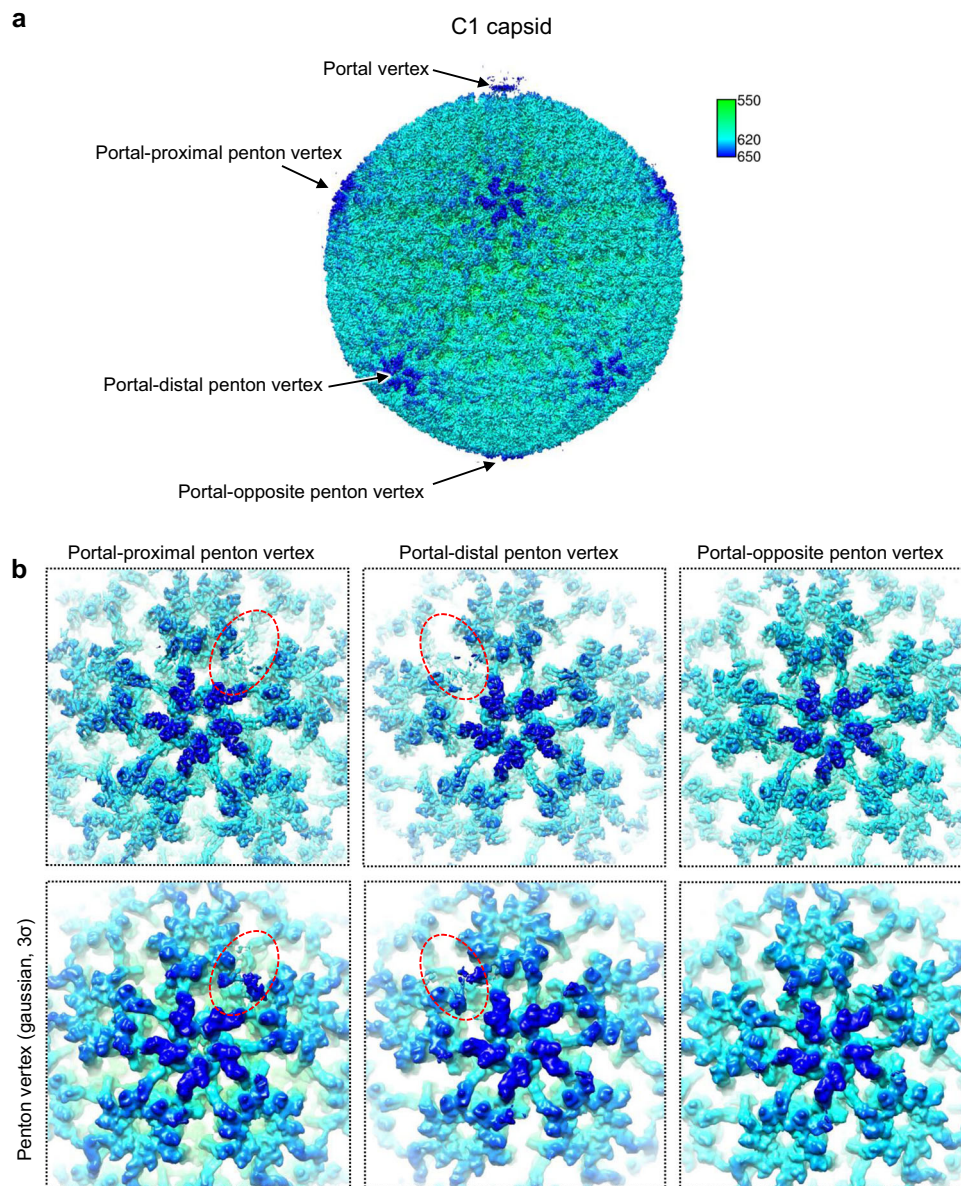 a
C1 capsid
Portal vertex
550
620
650
Portal-proximal penton vertex
Portal-distal penton vertex
Portal-opposite penton vertex
b
Portal-proximal penton vertex
Portal-distal penton vertex
Portal-opposite penton vertex
Penton vertex (gaussian, 3σ)